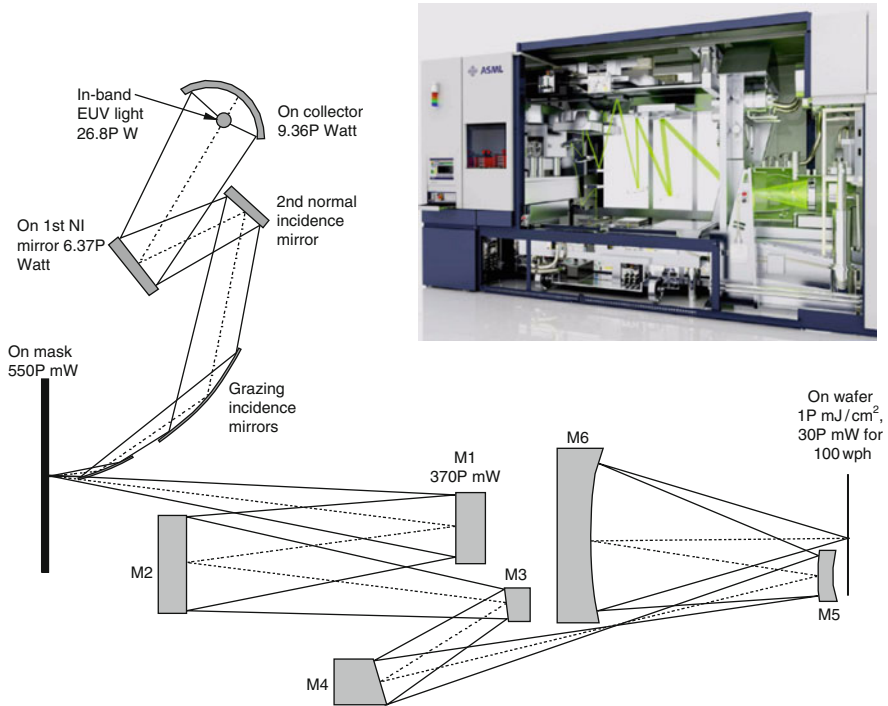 ASML
In-band
EUV light
26.8P W
On collector
9.36P Watt
2nd normal
incidence
mirror
On 1st NI
mirror 6.37P
Watt
On mask
550P mW
Grazing
incidence
mirrors
M1
370P mW
M2
M3
M4
M6
On wafer
1P mJ/cm²,
30P mW for
100 wph
M5